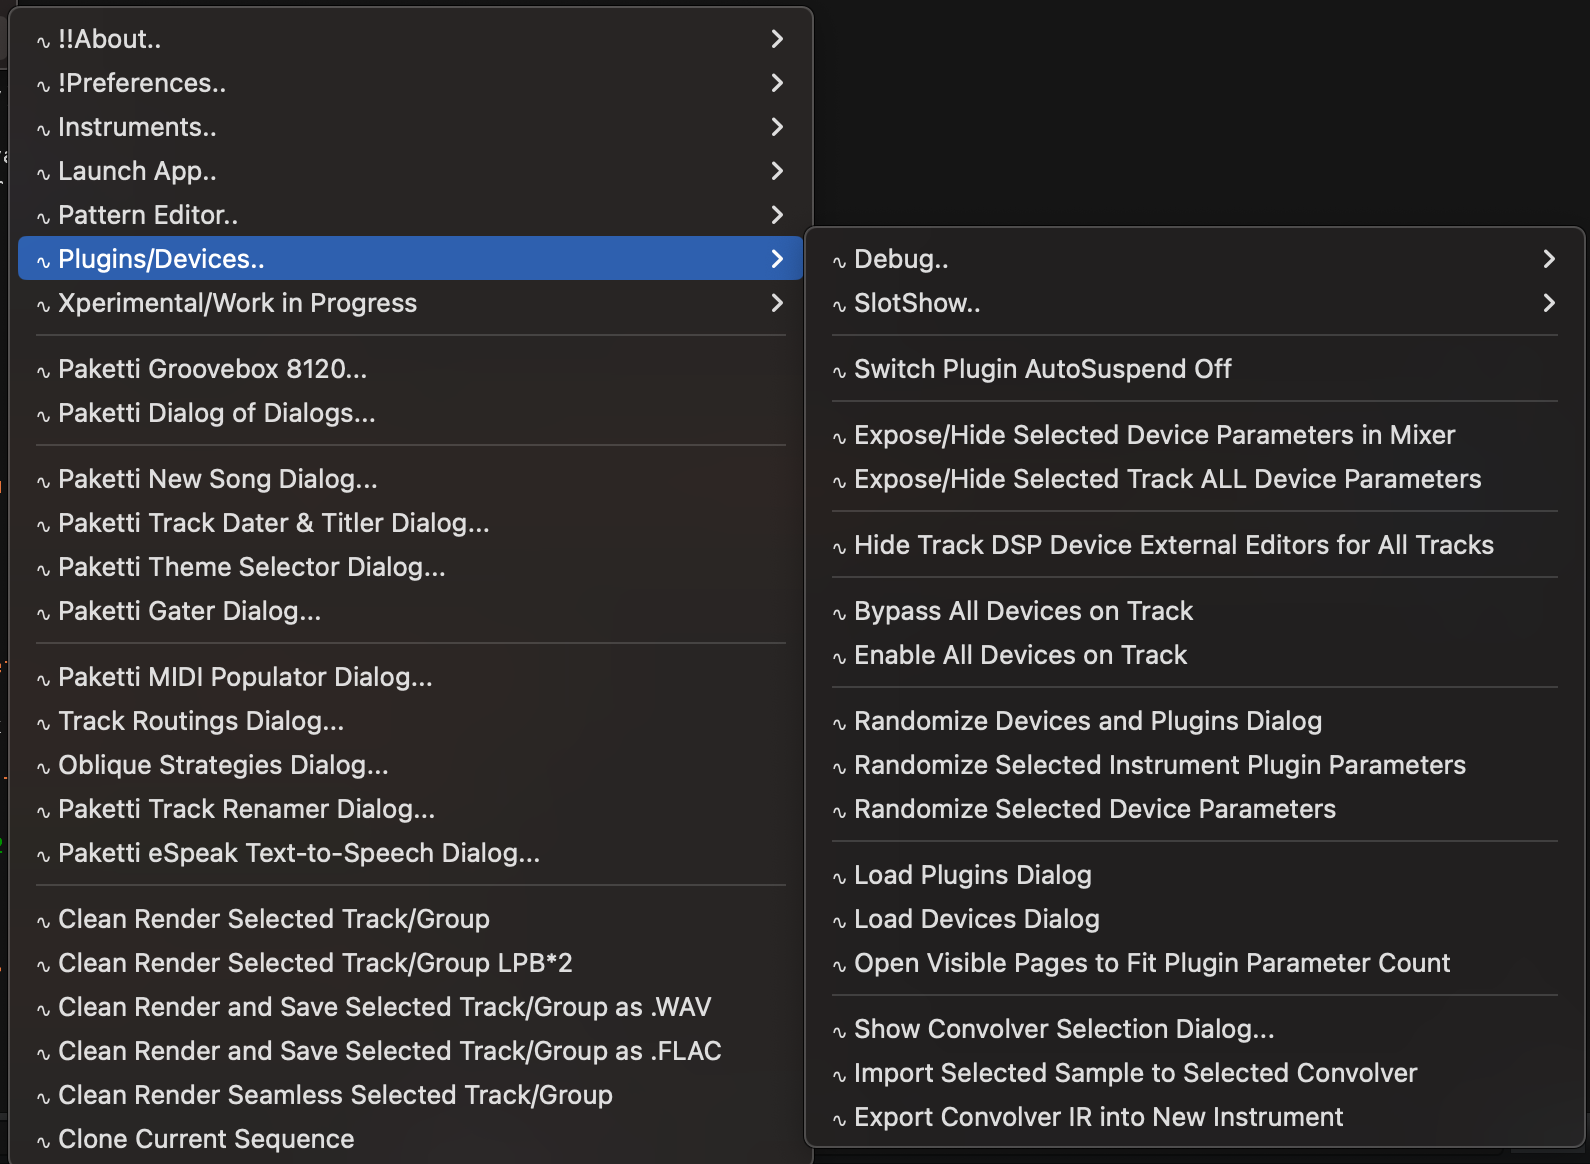 !!About..
!Preferences..
Instruments..
Launch App..
Pattern Editor..
Plugins/Devices..
Xperimental/Work in Progress
Paketti Groovebox 8120...
Paketti Dialog of Dialogs...
Paketti New Song Dialog...
Paketti Track Dater & Titler Dialog...
Paketti Theme Selector Dialog...
Paketti Gater Dialog...
Paketti MIDI Populator Dialog...
Track Routings Dialog...
Oblique Strategies Dialog...
Paketti Track Renamer Dialog...
Paketti eSpeak Text-to-Speech Dialog...
Clean Render Selected Track/Group
Clean Render Selected Track/Group LPB*2
Clean Render and Save Selected Track/Group as .WAV
Clean Render and Save Selected Track/Group as .FLAC
Clean Render Seamless Selected Track/Group
Clone Current Sequence
Debug..
SlotShow..
Switch Plugin AutoSuspend Off
Expose/Hide Selected Device Parameters in Mixer
Expose/Hide Selected Track ALL Device Parameters
Hide Track DSP Device External Editors for All Tracks
Bypass All Devices on Track
Enable All Devices on Track
Randomize Devices and Plugins Dialog
Randomize Selected Instrument Plugin Parameters
Randomize Selected Device Parameters
Load Plugins Dialog
Load Devices Dialog
Open Visible Pages to Fit Plugin Parameter Count
Show Convolver Selection Dialog...
Import Selected Sample to Selected Convolver
Export Convolver IR into New Instrument